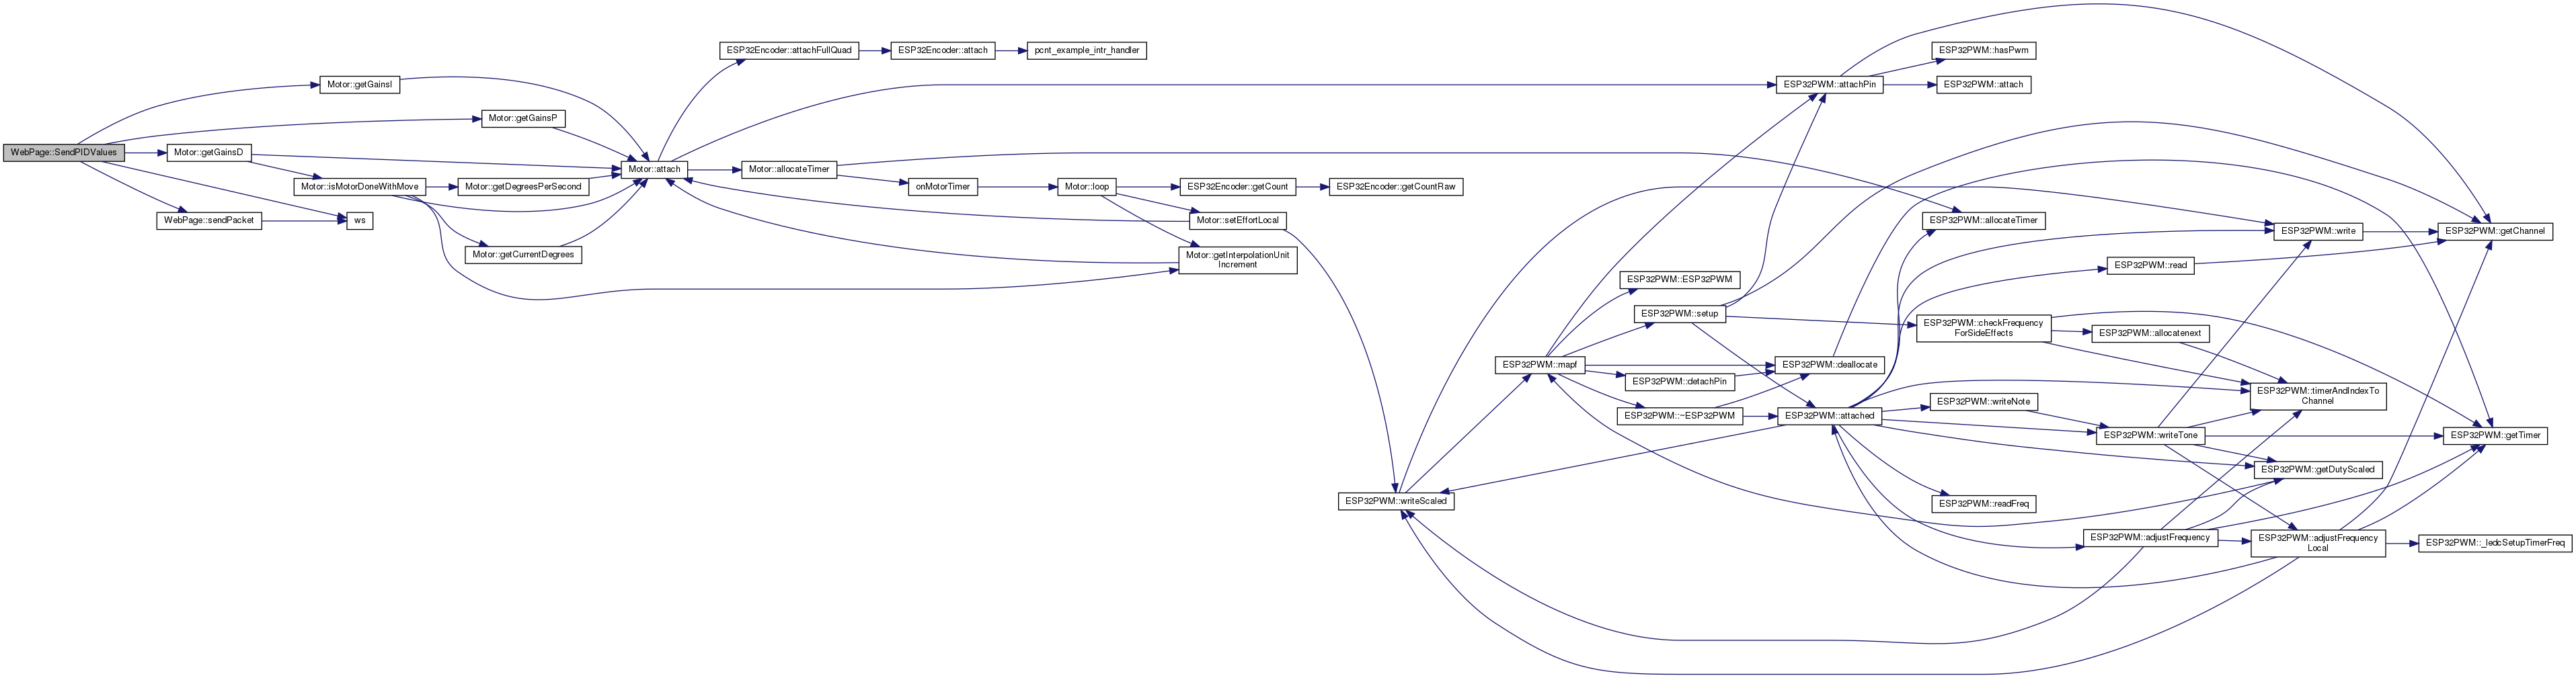 WebPage::SendPIDValues
Motor::getGainsI
Motor::getGainsP
Motor::getGainsD
Motor::isMotorDoneWithMove
WebPage::sendPacket
ws
Motor::getDegreesPerSecond
Motor::getCurrentDegrees
Motor::attach
ESP32Encoder::attachFullQuad
ESP32Encoder::attach
pcnt_example_intr_handler
Motor::allocateTimer
onMotorTimer
Motor::loop
ESP32Encoder::getCount
ESP32Encoder::getCountRaw
Motor::setEffortLocal
Motor::getInterpolationUnit
Increment
ESP32PWM::writeScaled
ESP32PWM::mapf
ESP32PWM::ESP32PWM
ESP32PWM::setup
ESP32PWM::detachPin
ESP32PWM::~ESP32PWM
ESP32PWM::attachPin
ESP32PWM::deallocate
ESP32PWM::attached
ESP32PWM::hasPwm
ESP32PWM::attach
ESP32PWM::allocateTimer
ESP32PWM::checkFrequency
ForSideEffects
ESP32PWM::writeNote
ESP32PWM::readFreq
ESP32PWM::read
ESP32PWM::allocatenext
ESP32PWM::writeTone
ESP32PWM::adjustFrequency
ESP32PWM::write
ESP32PWM::timerAndIndexTo
Channel
ESP32PWM::getDutyScaled
ESP32PWM::adjustFrequency
Local
ESP32PWM::getChannel
ESP32PWM::getTimer
ESP32PWM::_ledcSetupTimerFreq